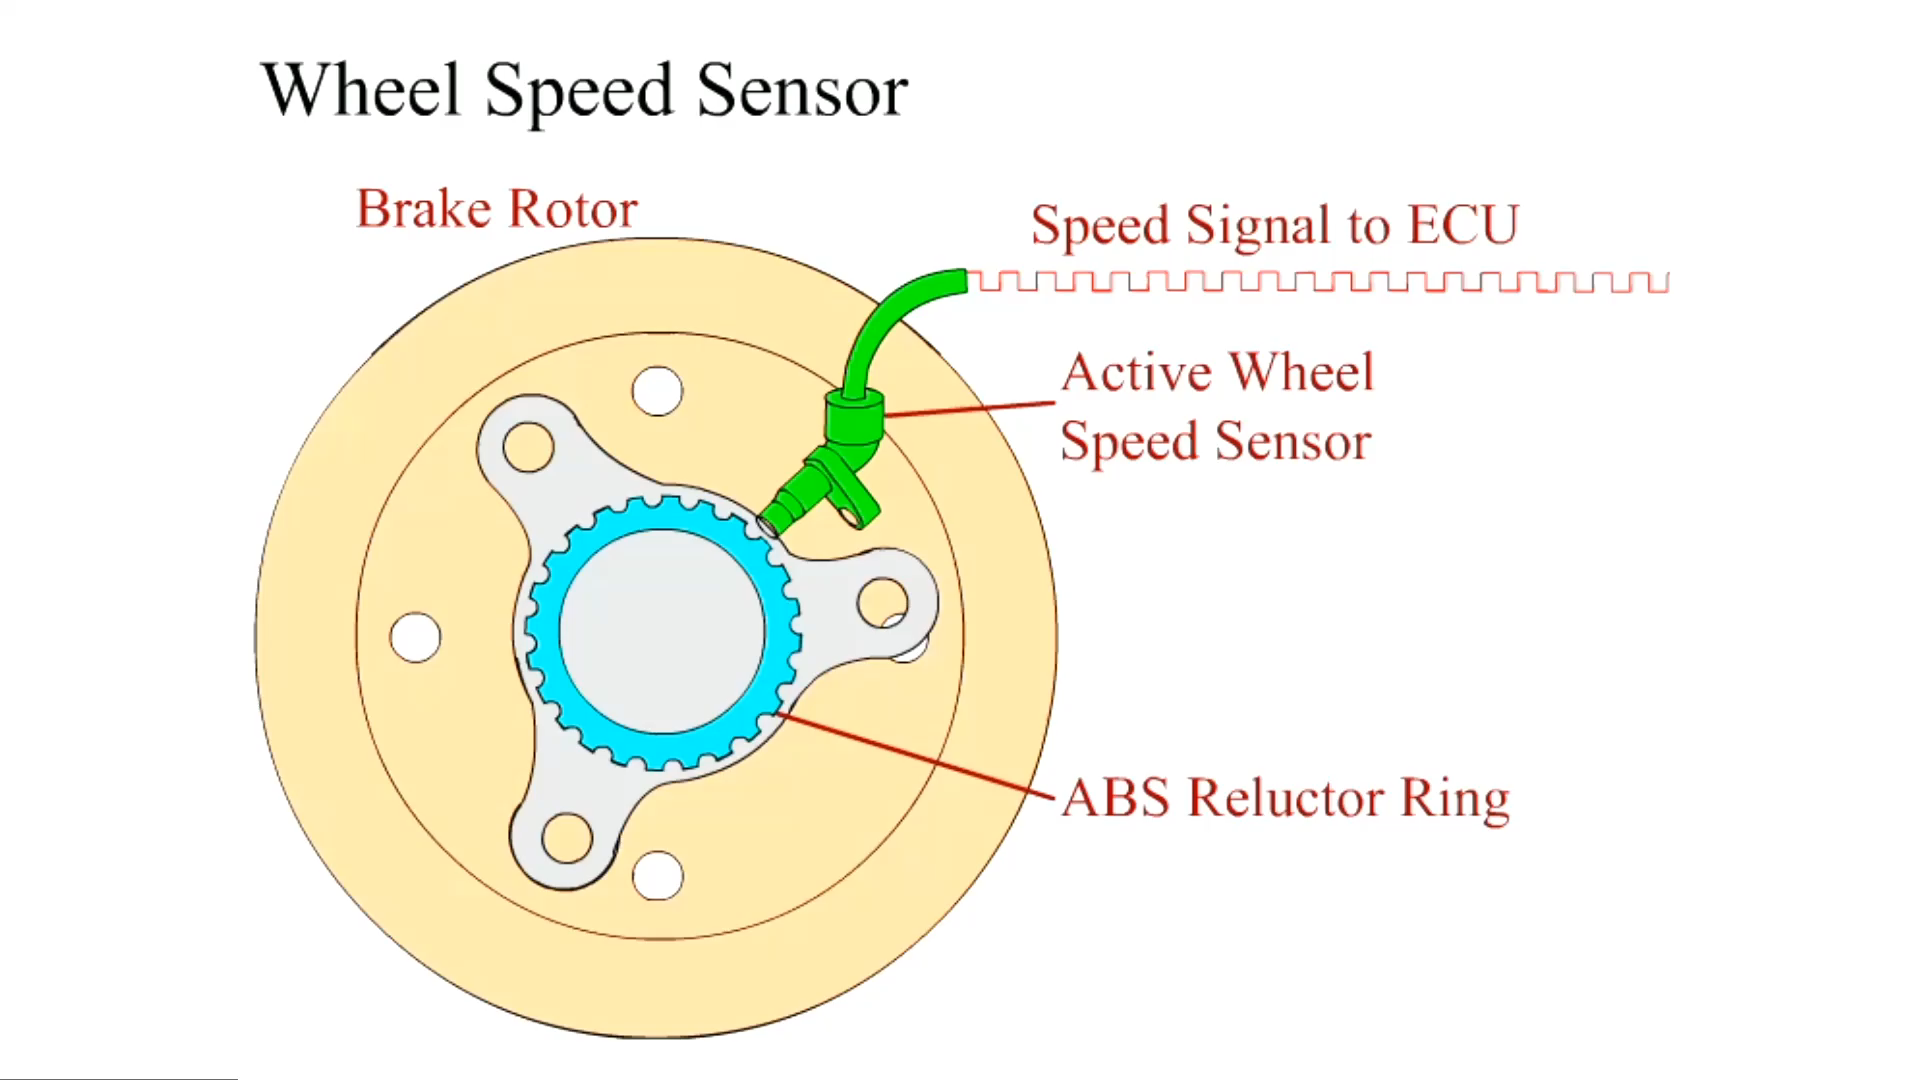 Wheel Speed Sensor
Brake Rotor
Speed Signal to ECU
Active Wheel
Speed Sensor
ABS Reluctor Ring